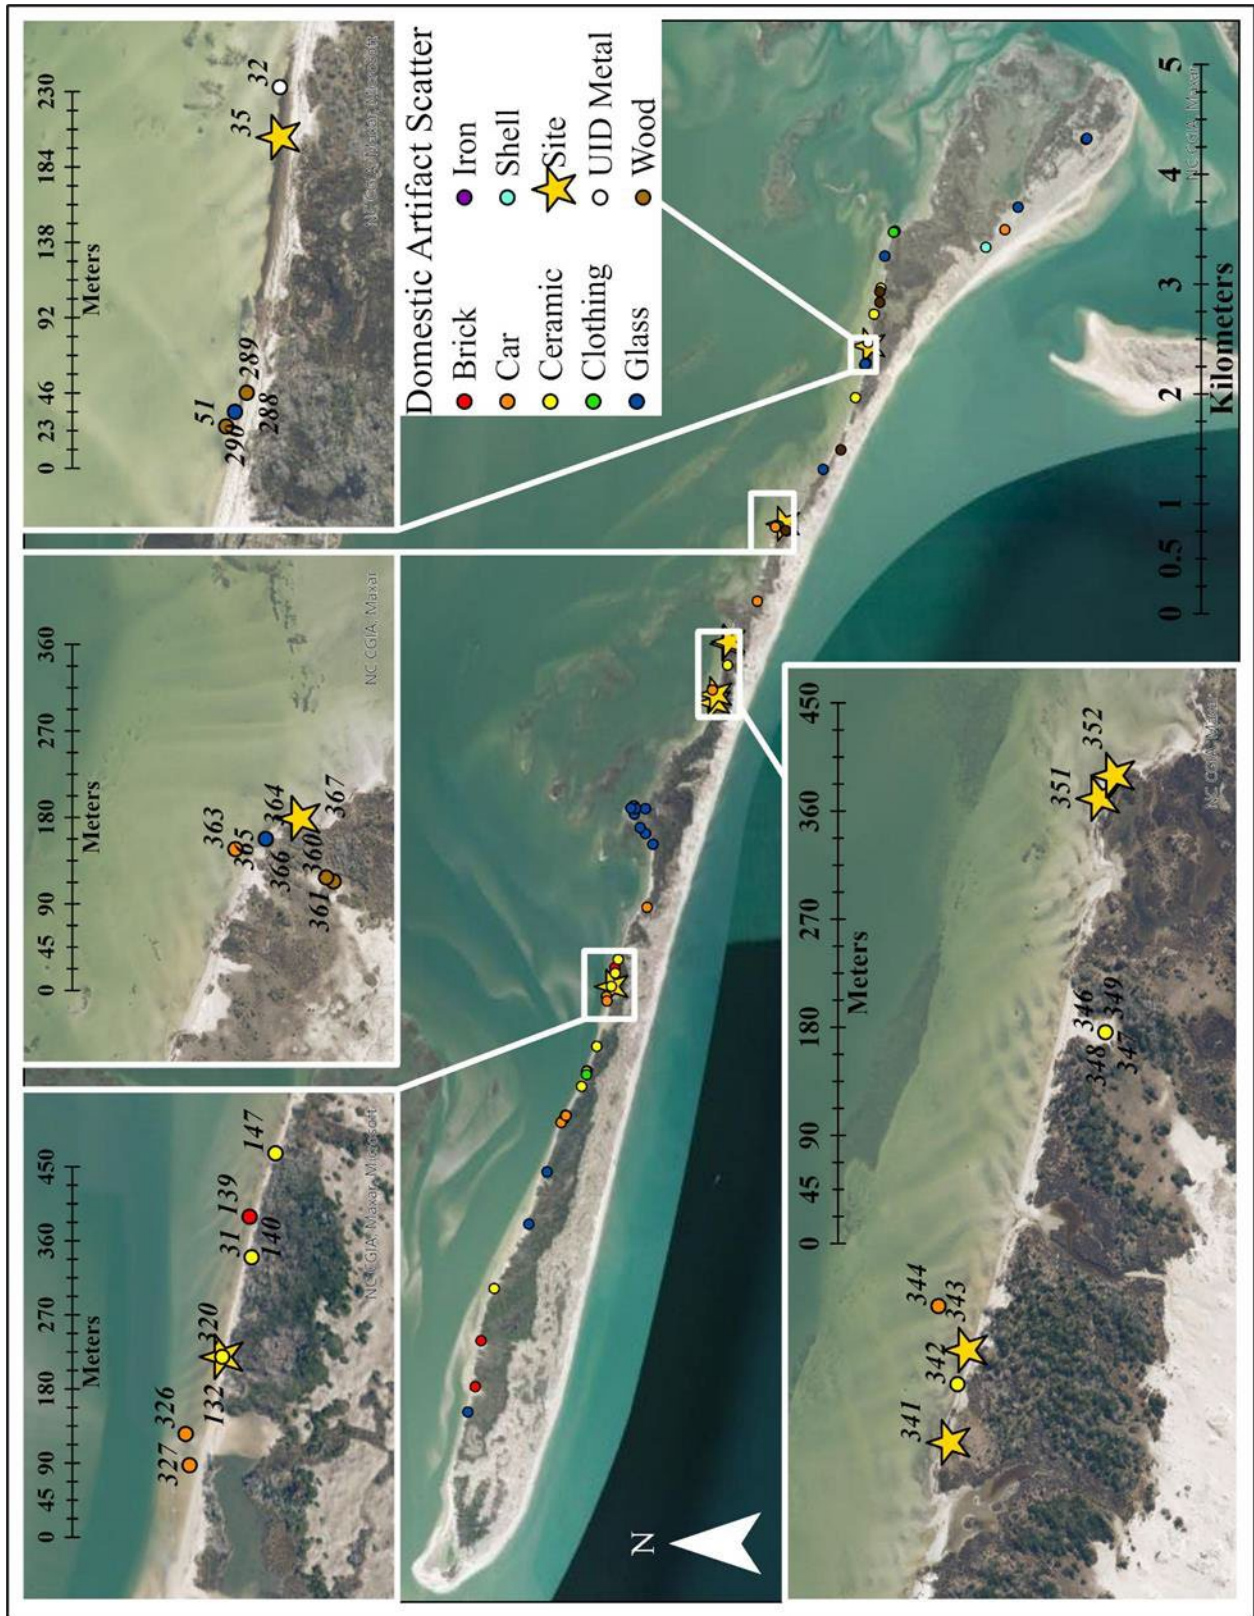 0 45 90 180 270 360 450
Meters
327 326
132 320
31 139
140
147
NC CGIA, Maxar, Microsoft
0 45 90 180 270 360
Meters
363
365 364
366
360
361
367
NC CGIA, Maxar
0 23 46 92 138 184 230
Meters
51
290
289
288
35
32
Domestic Artifact Scatter
Brick
Car
Ceramic
Clothing
Glass
Iron
Shell
Site
UID Metal
Wood
N
0 45 90 180 270 360 450
Meters
341
342
344
343
348 346
347 349
351
352
NC CGIA, Maxar
0 0.5 1 2 3 4 5
Kilometers
NC CGIA, Maxar